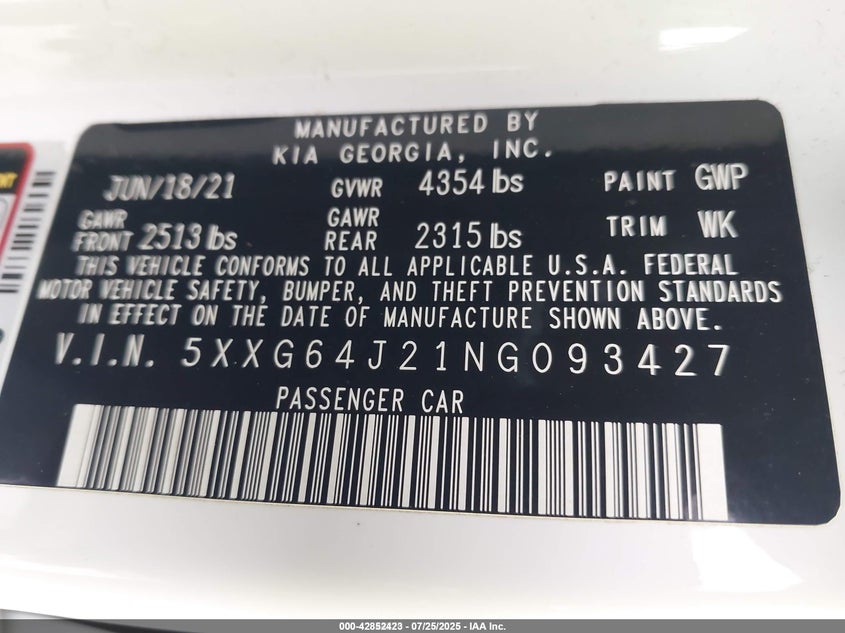 MANUFACTURED BY
KIA GEORGIA, INC.
JUN/18/21 GVWR 4354 lbs PAINT GWP
GAWR FRONT 2513 lbs GAWR REAR 2315 lbs TRIM WK
THIS VEHICLE CONFORMS TO ALL APPLICABLE U.S.A. FEDERAL
MOTOR VEHICLE SAFETY, BUMPER, AND THEFT PREVENTION STANDARDS
IN EFFECT ON THE DATE OF MANUFACTURE SHOWN ABOVE.
V.I.N. 5XXG64J21NG093427
PASSENGER CAR
000-42852423 - 07/25/2025 - IAA Inc.